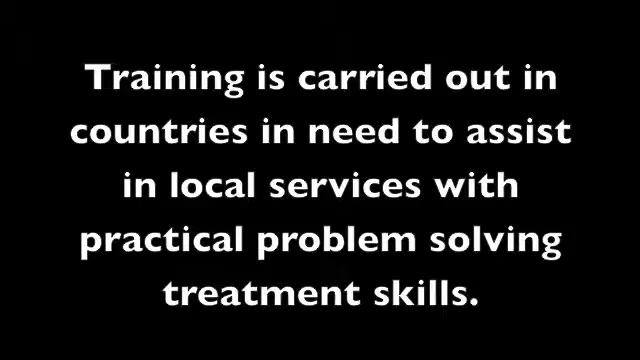 Training is carried out in
countries in need to assist
in local services with
practical problem solving
treatment skills.